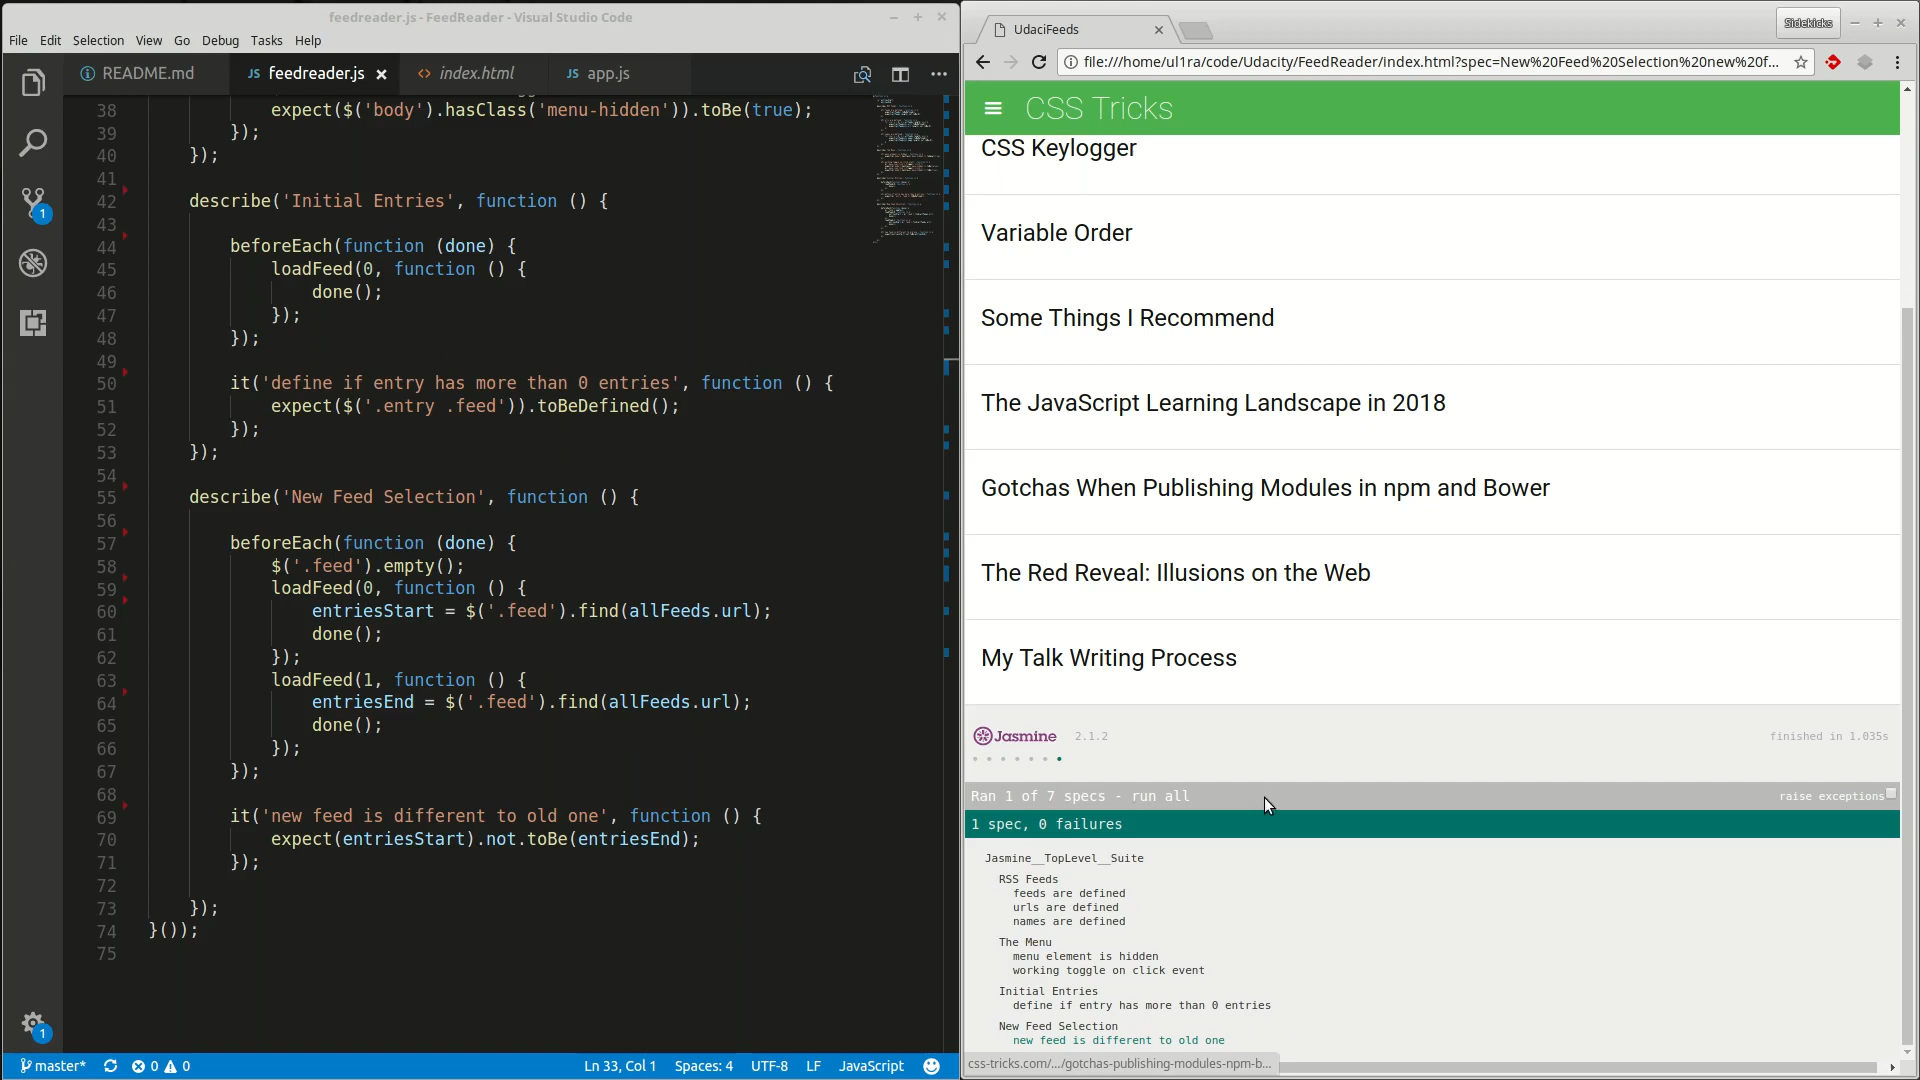 feedreader.js - FeedReader - Visual Studio Code
File Edit Selection View Go Debug Tasks Help
README.md
JS feedreader.js
<> index.html
JS app.js
38 expect($('body').hasClass('menu-hidden')).toBe(true);
39 });
40 });
41
42 describe('Initial Entries', function () {
43
44 beforeEach(function (done) {
45 loadFeed(0, function () {
46 done();
47 });
48 });
49
50 it('define if entry has more than 0 entries', function () {
51 expect($('.entry .feed')).toBeDefined();
52 });
53 });
54
55 describe('New Feed Selection', function () {
56
57 beforeEach(function (done) {
58 $('.feed').empty();
59 loadFeed(0, function () {
60 entriesStart = $('.feed').find(allFeeds.url);
61 done();
62 });
63 loadFeed(1, function () {
64 entriesEnd = $('.feed').find(allFeeds.url);
65 done();
66 });
67 });
68
69 it('new feed is different to old one', function () {
70 expect(entriesStart).not.toBe(entriesEnd);
71 });
72
73 });
74 }());
75
1
1
master* 0 0
Ln 33, Col 1 Spaces: 4 UTF-8 LF JavaScript
UdaciFeeds
Sidekicks
file:///home/ul1ra/code/Udacity/FeedReader/index.html?spec=New%20Feed%20Selection%20new%20f...
CSS Tricks
CSS Keylogger
Variable Order
Some Things I Recommend
The JavaScript Learning Landscape in 2018
Gotchas When Publishing Modules in npm and Bower
The Red Reveal: Illusions on the Web
My Talk Writing Process
Jasmine 2.1.2
finished in 1.035s
Ran 1 of 7 specs - run all
raise exceptions
1 spec, 0 failures
Jasmine__TopLevel__Suite
RSS Feeds
feeds are defined
urls are defined
names are defined
The Menu
menu element is hidden
working toggle on click event
Initial Entries
define if entry has more than 0 entries
New Feed Selection
new feed is different to old one
css-tricks.com/.../gotchas-publishing-modules-npm-b...